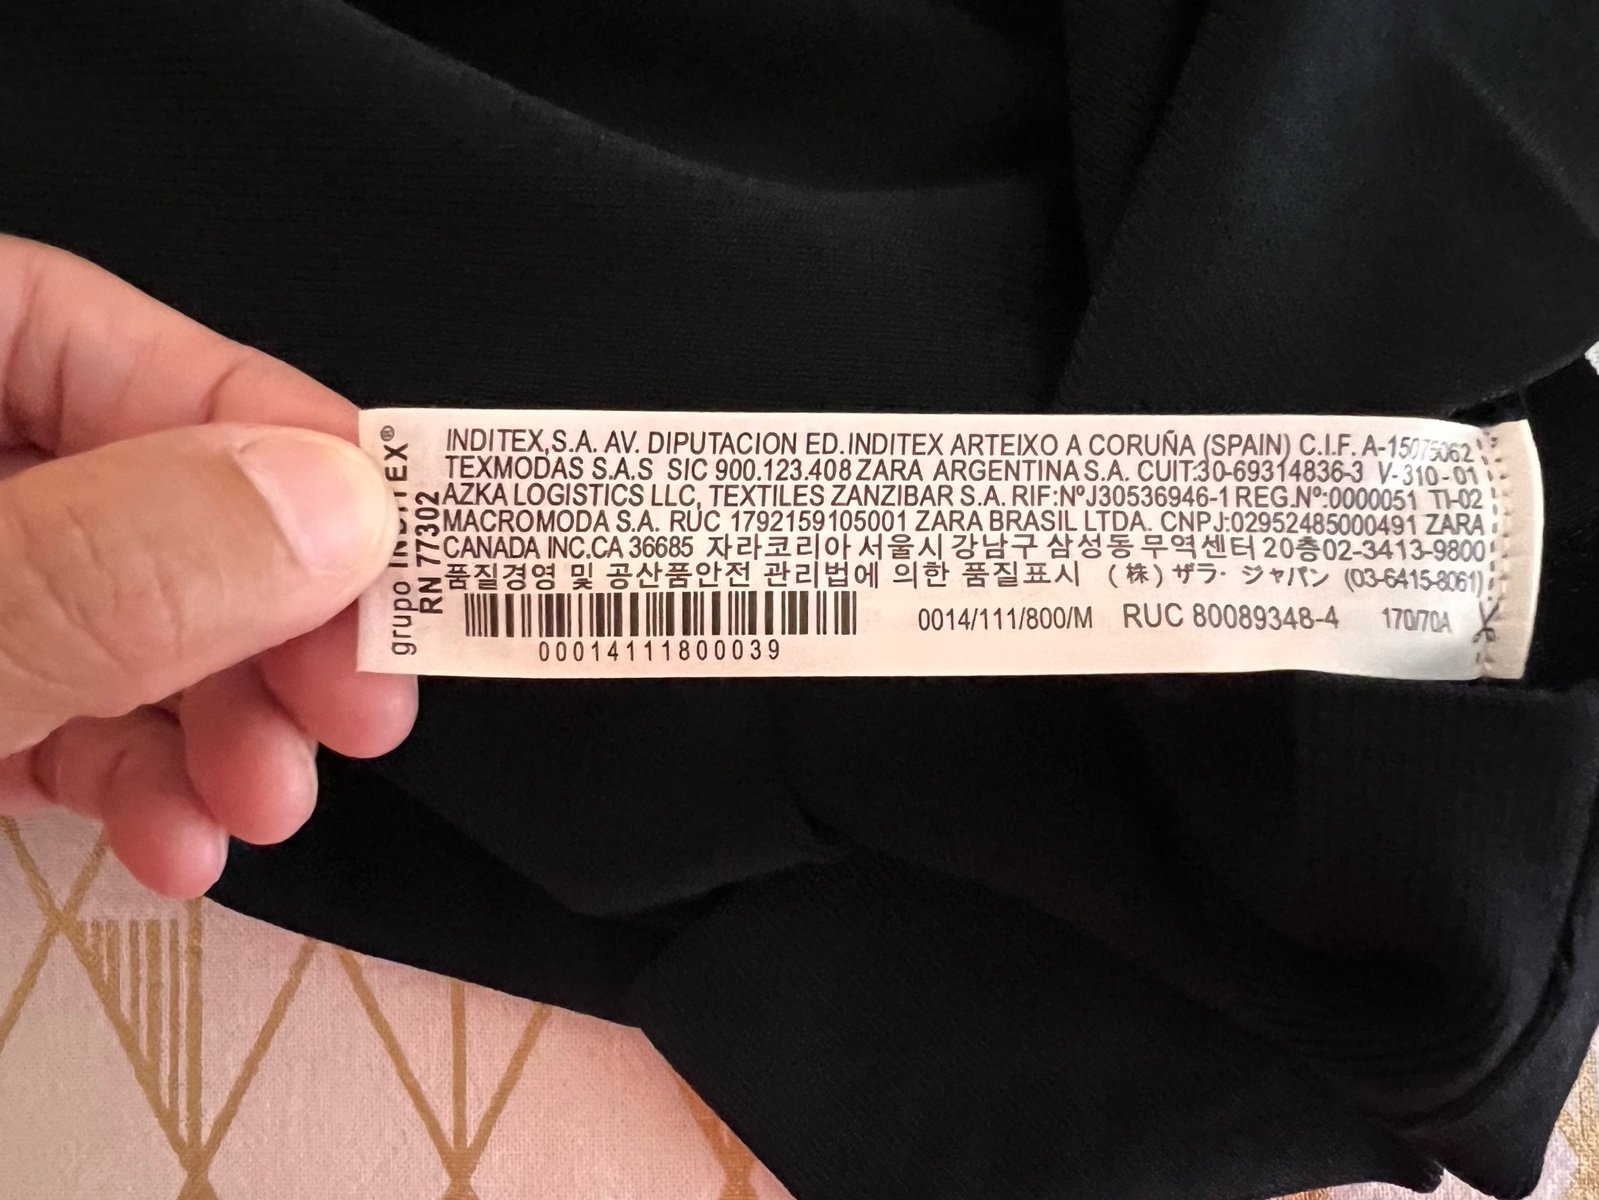 INDITEX,S.A. AV. DIPUTACION ED.INDITEX ARTEIXO A CORUÑA (SPAIN) C.I.F. A-15075062
TEXMODAS S.A.S SIC 900.123.408 ZARA ARGENTINA S.A. CUIT:30-69314836-3 V-310-01
AZKA LOGISTICS LLC, TEXTILES ZANZIBAR S.A. RIF:NºJ30536946-1 REG.Nº:0000051 TI-02
MACROMODA S.A. RUC 1792159105001 ZARA BRASIL LTDA. CNPJ:02952485000491 ZARA
CANADA INC.CA 36685 자라코리아 서울시 강남구 삼성동 무역센터 20층02-3413-9800
품질경영 및 공산품안전 관리법에 의한 품질표시 (株) ザラ・ジャパン (03-6415-8061)
0014/111/800/M RUC 80089348-4 170/70A
00014111800039
grupo INDITEX®
RN 77302